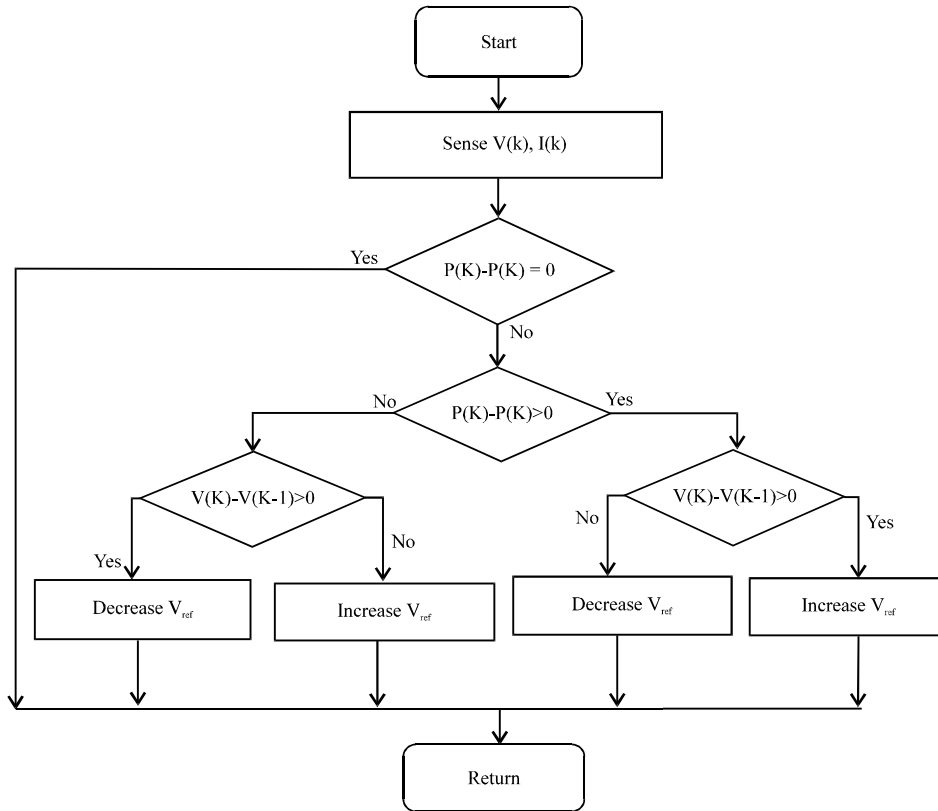 Start
Sense V(k), I(k)
Yes
P(K)-P(K) = 0
No
No
P(K)-P(K)>0
Yes
V(K)-V(K-1)>0
V(K)-V(K-1)>0
Yes
No
No
Yes
Decrease Vref
Increase Vref
Decrease Vref
Increase Vref
Return